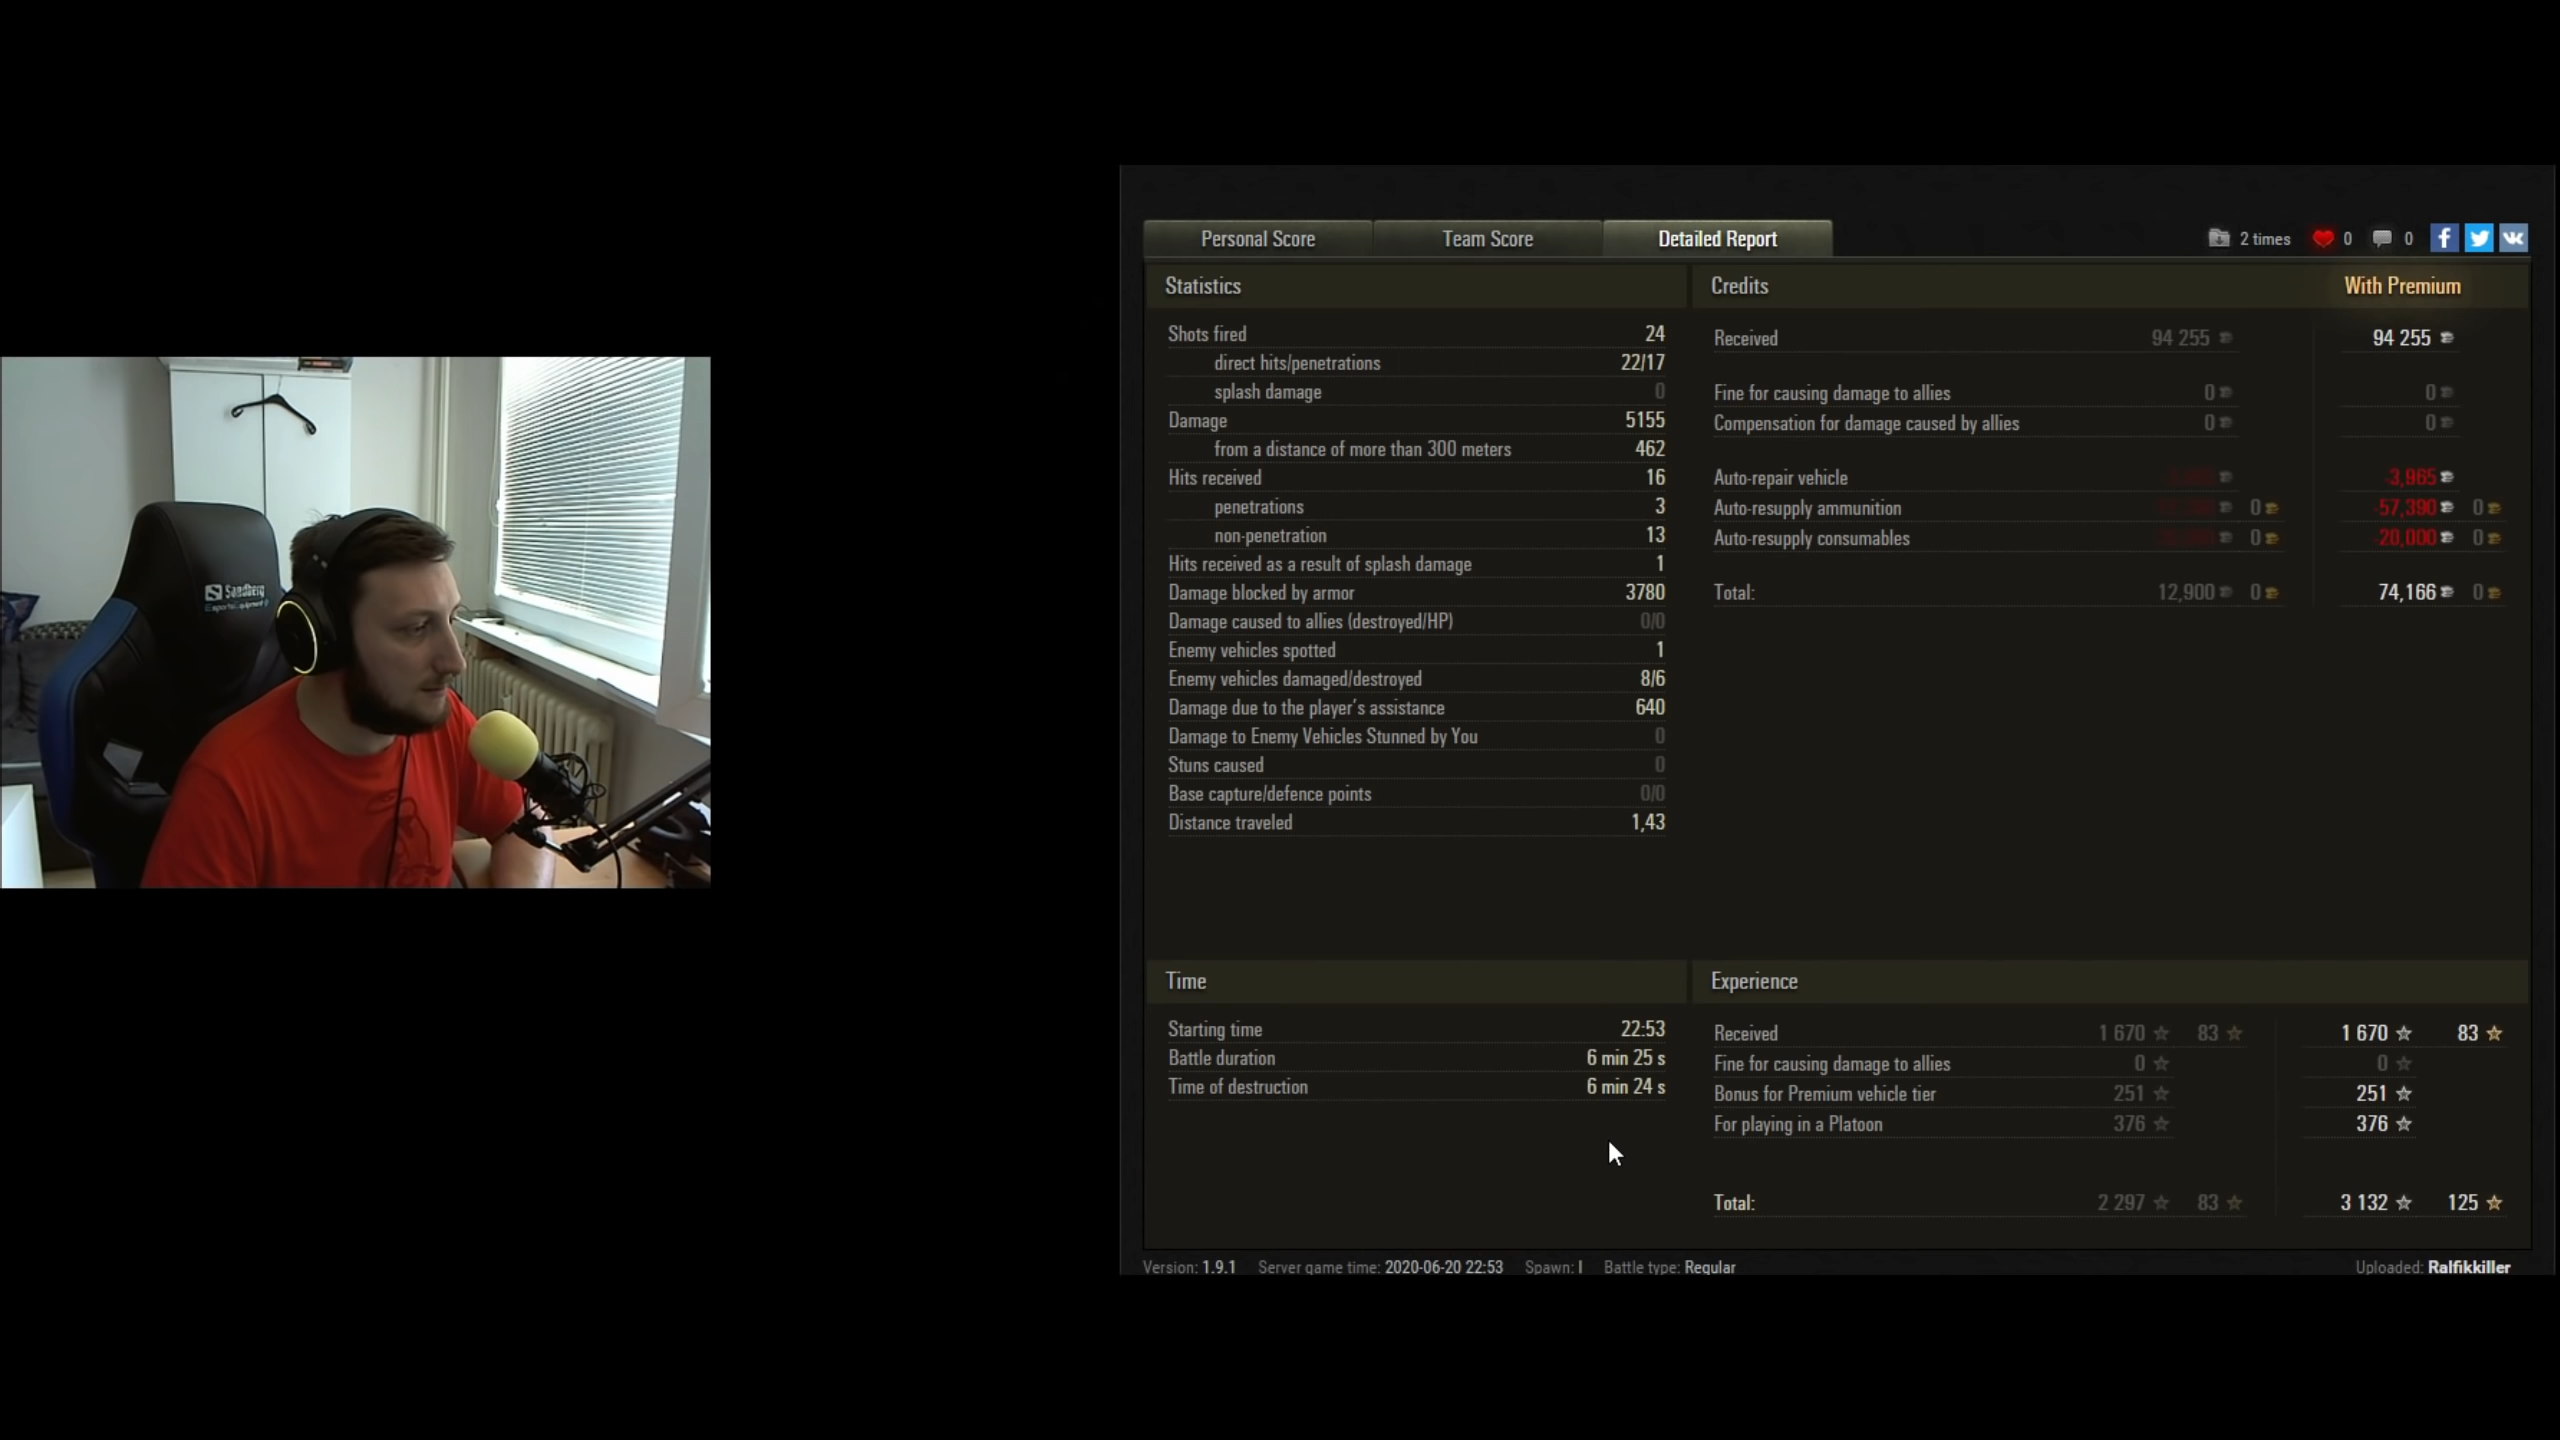 Personal Score Team Score Detailed Report 2 times 0 0
Statistics
Shots fired 24
direct hits/penetrations 22/17
splash damage 0
Damage 5155
from a distance of more than 300 meters 462
Hits received 16
penetrations 3
non-penetration 13
Hits received as a result of splash damage 1
Damage blocked by armor 3780
Damage caused to allies (destroyed/HP) 0/0
Enemy vehicles spotted 1
Enemy vehicles damaged/destroyed 8/6
Damage due to the player's assistance 640
Damage to Enemy Vehicles Stunned by You 0
Stuns caused 0
Base capture/defence points 0/0
Distance traveled 1,43
Credits With Premium
Received 94 255 94 255
Fine for causing damage to allies 0 0
Compensation for damage caused by allies 0 0
Auto-repair vehicle -3,965
Auto-resupply ammunition 0 -57,390 0
Auto-resupply consumables 0 -20,000 0
Total: 12,900 0 74,166 0
Time
Starting time 22:53
Battle duration 6 min 25 s
Time of destruction 6 min 24 s
Experience
Received 1 670 83 1 670 83
Fine for causing damage to allies 0 0
Bonus for Premium vehicle tier 251 251
For playing in a Platoon 376 376
Total: 2 297 83 3 132 125
Version: 1.9.1 Server game time: 2020-06-20 22:53 Spawn: I Battle type: Regular Uploaded: Ralfikkiller
Sandberg